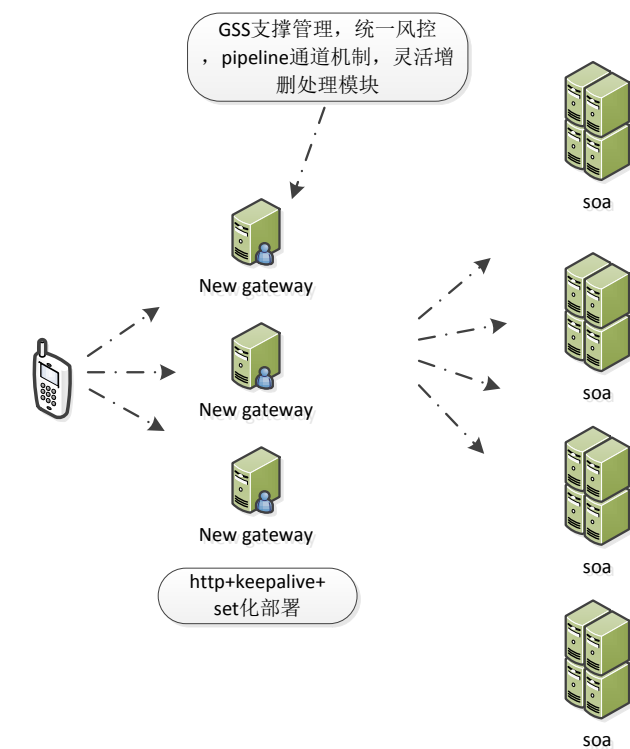 GSS支撑管理，统一风控
，pipeline通道机制，灵活增
删处理模块
soa
New gateway
soa
New gateway
New gateway
soa
http+keepalive+
set化部署
soa